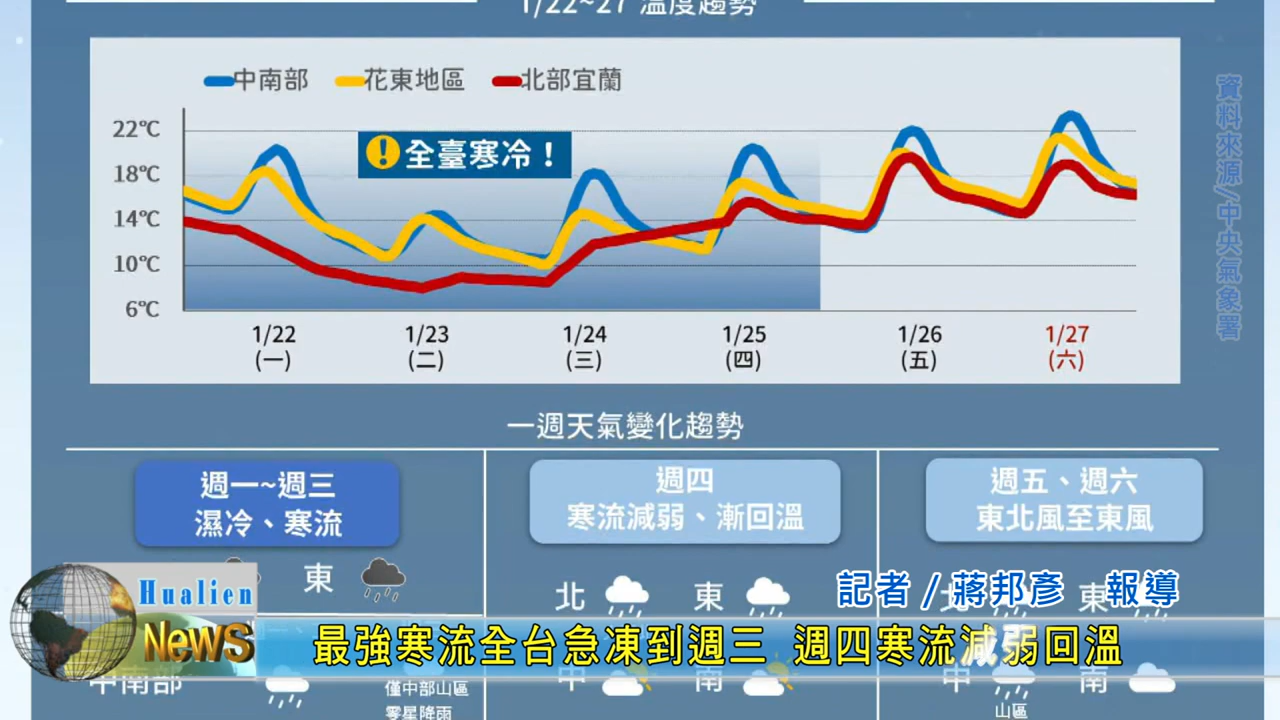 1/22~27 溫度趨勢
中南部 花東地區 北部宜蘭
22℃
18℃
14℃
10℃
6℃
! 全臺寒冷！
1/22
(一)
1/23
(二)
1/24
(三)
1/25
(四)
1/26
(五)
1/27
(六)
資料來源/中央氣象署
一週天氣變化趨勢
週一~週三
濕冷、寒流
週四
寒流減弱、漸回溫
週五、週六
東北風至東風
東
北 東
北 東
記者/蔣邦彥 報導
Hualien
News
最強寒流全台急凍到週三 週四寒流減弱回溫
中南部
僅中部山區
零星降雨
中 南
中 南
山區